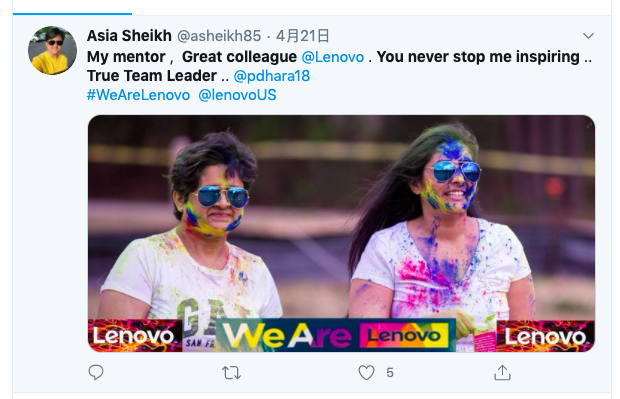 Asia Sheikh @asheikh85 · 4月21日
My mentor , Great colleague @Lenovo . You never stop me inspiring ..
True Team Leader .. @pdhara18
#WeAreLenovo @lenovoUS
GAP
SAN FR
Lenovo. We Are Lenovo Lenovo.
5